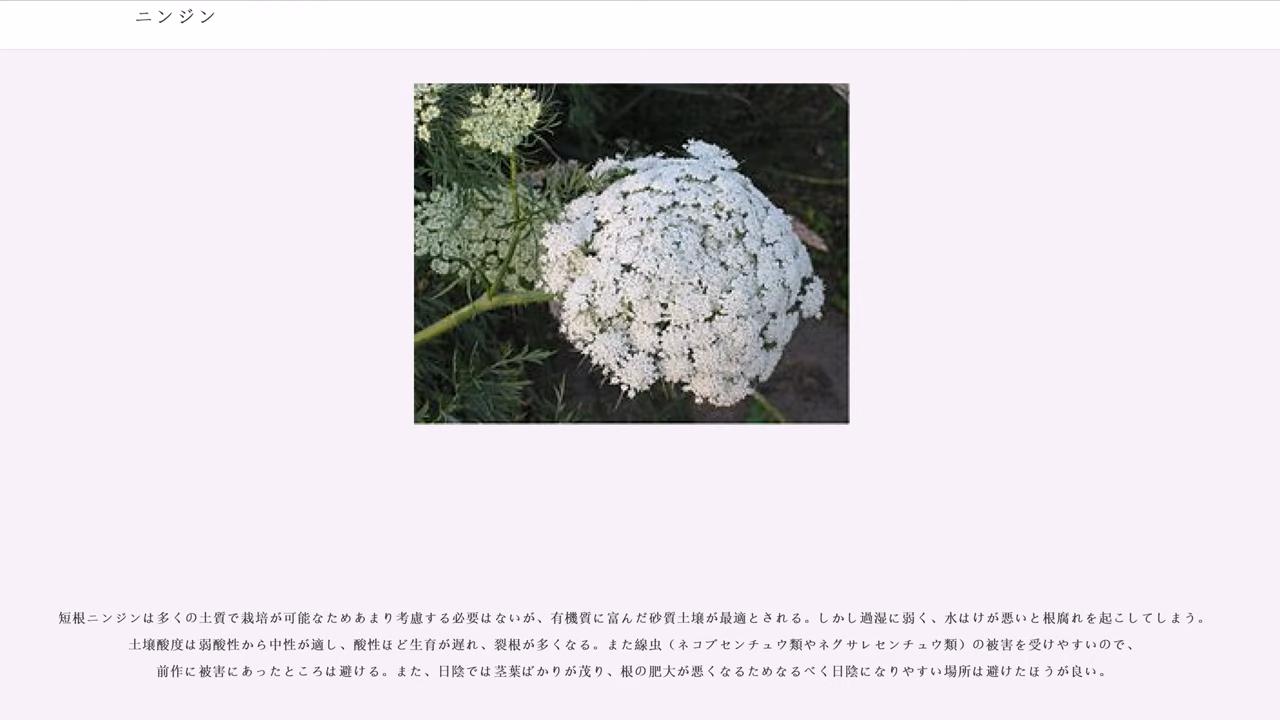 ニンジン
短根ニンジンは多くの土質で栽培が可能なためあまり考慮する必要はないが、有機質に富んだ砂質土壌が最適とされる。しかし過湿に弱く、水はけが悪いと根腐れを起こしてしまう。
土壌酸度は弱酸性から中性が適し、酸性ほど生育が遅れ、裂根が多くなる。また線虫（ネコブセンチュウ類やネグサレセンチュウ類）の被害を受けやすいので、
前作に被害にあったところは避ける。また、日陰では茎葉ばかりが茂り、根の肥大が悪くなるためなるべく日陰になりやすい場所は避けたほうが良い。